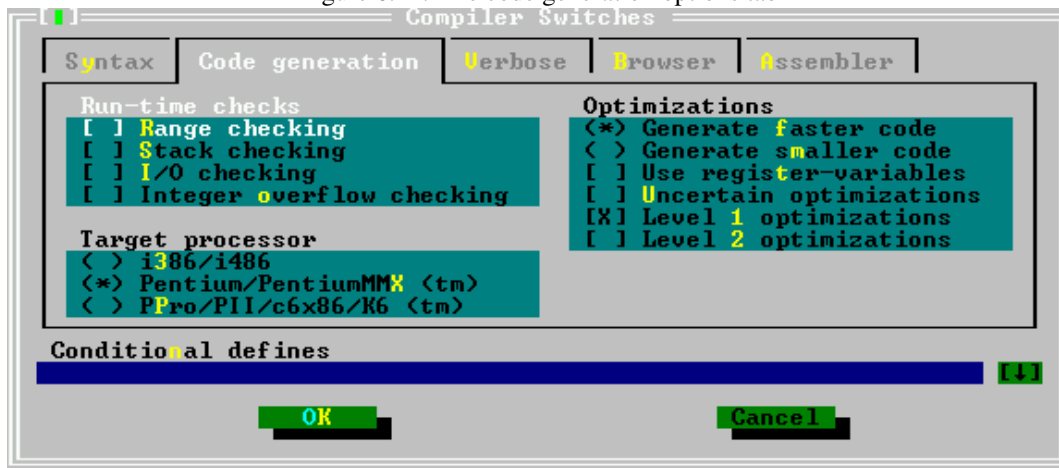 Compiler Switches
Syntax Code generation Verbose Browser Assembler
Run-time checks
[ ] Range checking
[ ] Stack checking
[ ] I/O checking
[ ] Integer overflow checking
Target processor
( ) i386/i486
(*) Pentium/PentiumMMX (tm)
( ) PPro/PII/c6x86/K6 (tm)
Optimizations
(*) Generate faster code
( ) Generate smaller code
[ ] Use register-variables
[ ] Uncertain optimizations
[X] Level 1 optimizations
[ ] Level 2 optimizations
Conditional defines
[↓]
OK Cancel